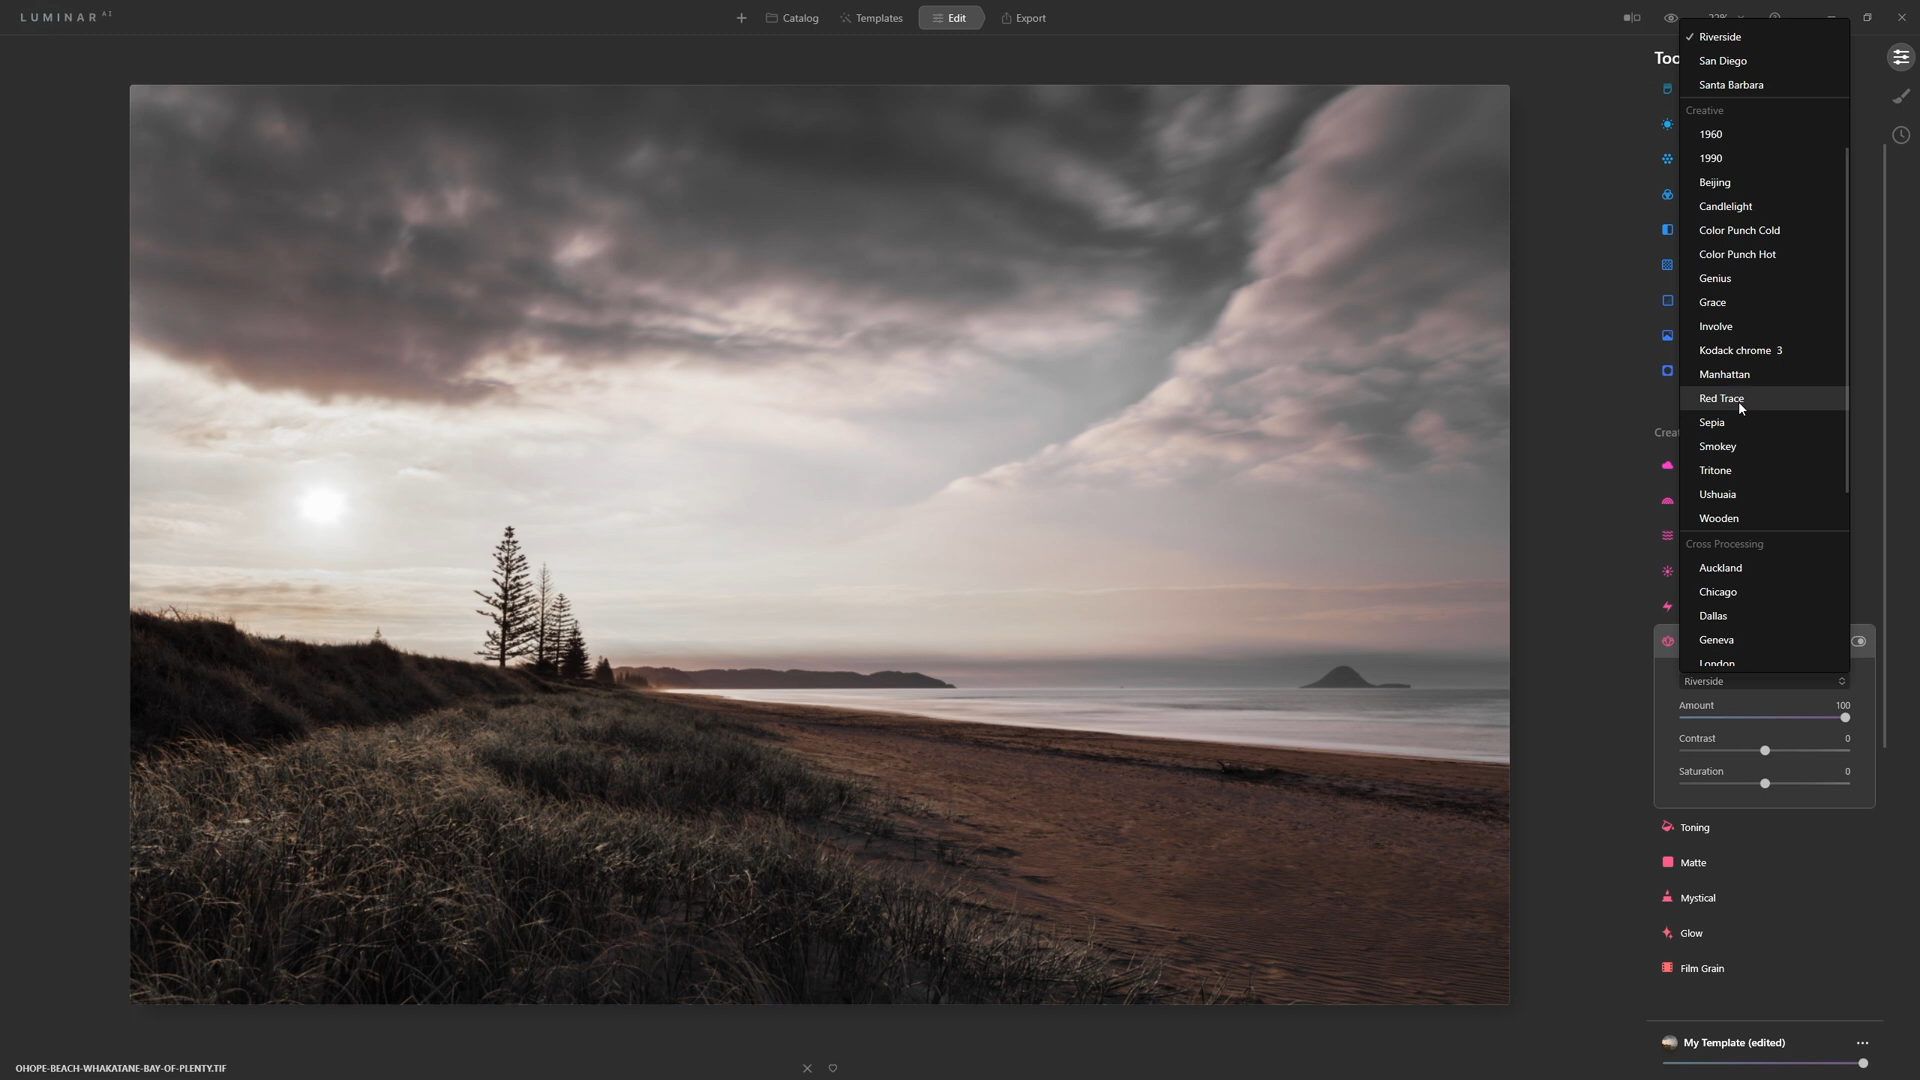 LUMINAR AI
Catalog
Templates
Edit
Export
Riverside
San Diego
Santa Barbara
Creative
1960
1990
Beijing
Candlelight
Color Punch Cold
Color Punch Hot
Genius
Grace
Involve
Kodack chrome 3
Manhattan
Red Trace
Sepia
Smokey
Tritone
Ushuaia
Wooden
Cross Processing
Auckland
Chicago
Dallas
Geneva
London
Riverside
Amount 100
Contrast 0
Saturation 0
Toning
Matte
Mystical
Glow
Film Grain
My Template (edited)
OHOPE-BEACH-WHAKATANE-BAY-OF-PLENTY.TIF